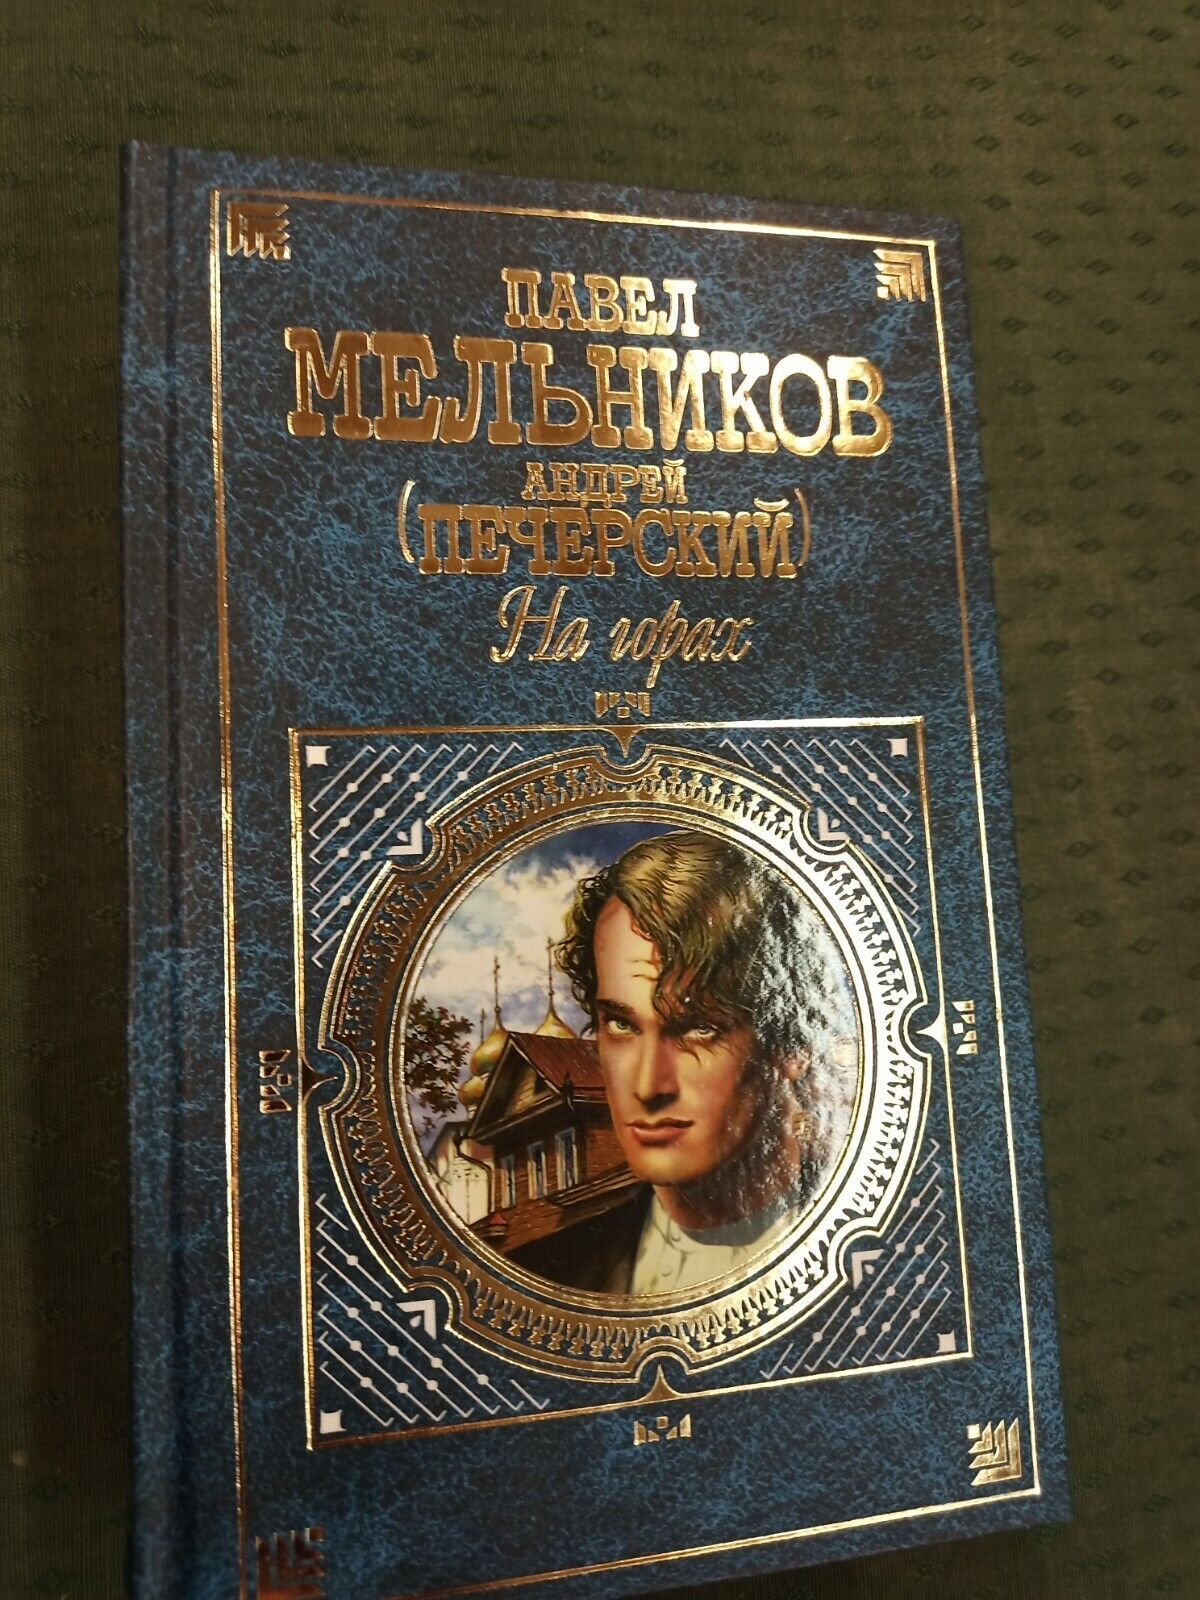 ПАВЕЛ
МЕЛЬНИКОВ
АНДРЕЙ
(ПЕЧЕРСКИЙ)
На горах